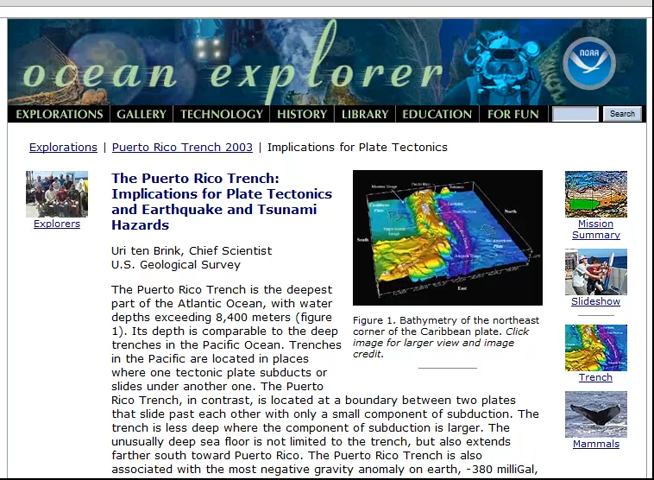 ocean explorer
NOAA
EXPLORATIONS GALLERY TECHNOLOGY HISTORY LIBRARY EDUCATION FOR FUN Search
Explorations | Puerto Rico Trench 2003 | Implications for Plate Tectonics
Explorers
The Puerto Rico Trench:
Implications for Plate Tectonics
and Earthquake and Tsunami
Hazards
Uri ten Brink, Chief Scientist
U.S. Geological Survey
The Puerto Rico Trench is the deepest
part of the Atlantic Ocean, with water
depths exceeding 8,400 meters (figure
1). Its depth is comparable to the deep
trenches in the Pacific Ocean. Trenches
in the Pacific are located in places
where one tectonic plate subducts or
slides under another one. The Puerto
Rico Trench, in contrast, is located at a boundary between two plates
that slide past each other with only a small component of subduction. The
trench is less deep where the component of subduction is larger. The
unusually deep sea floor is not limited to the trench, but also extends
farther south toward Puerto Rico. The Puerto Rico Trench is also
associated with the most negative gravity anomaly on earth, -380 milliGal,
North
South
East
Figure 1. Bathymetry of the northeast
corner of the Caribbean plate. Click
image for larger view and image
credit.
Mission
Summary
Slideshow
Trench
Mammals